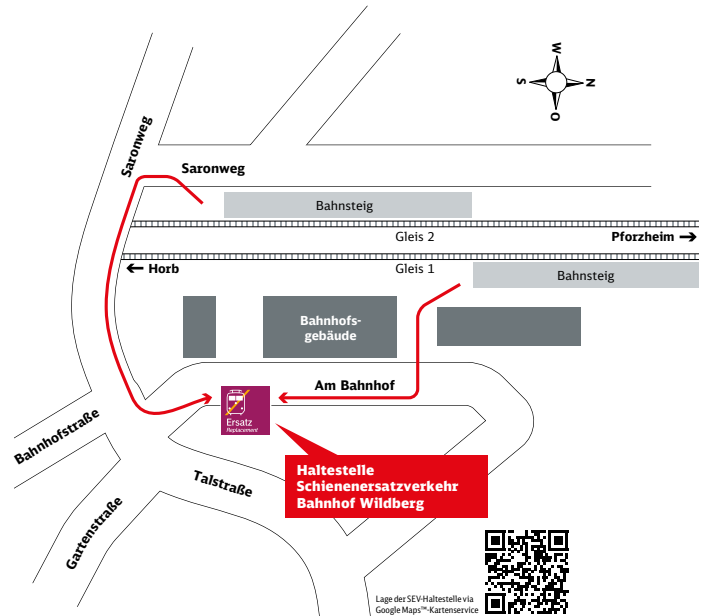 W
S
N
O
Saronweg
Saronweg
Bahnsteig
Gleis 2
Pforzheim →
← Horb
Gleis 1
Bahnsteig
Bahnhofs-
gebäude
Am Bahnhof
Ersatz
Replacement
Bahnhofstraße
Talstraße
Gartenstraße
Haltestelle
Schienenersatzverkehr
Bahnhof Wildberg
Lage der SEV-Haltestelle via
Google Maps™-Kartenservice